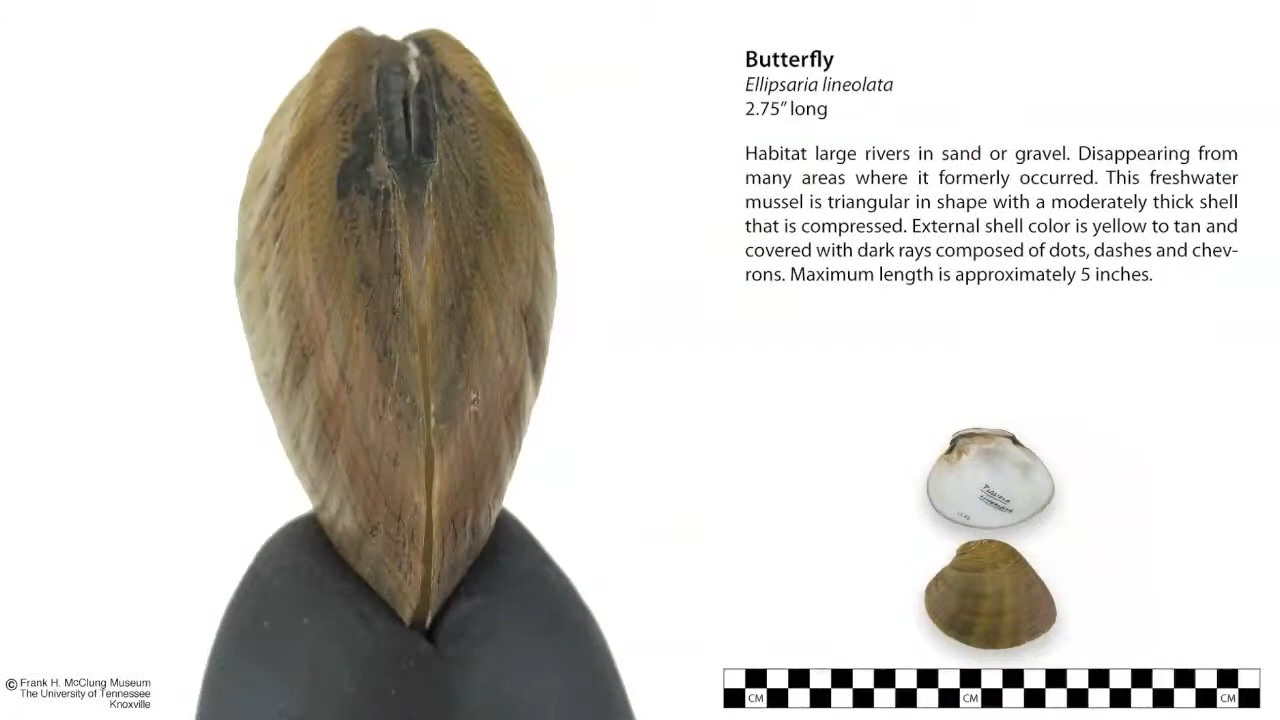 Butterfly
Ellipsaria lineolata
2.75” long
Habitat large rivers in sand or gravel. Disappearing from
many areas where it formerly occurred. This freshwater
mussel is triangular in shape with a moderately thick shell
that is compressed. External shell color is yellow to tan and
covered with dark rays composed of dots, dashes and chev-
rons. Maximum length is approximately 5 inches.
CM CM CM
© Frank H. McClung Museum
The University of Tennessee
Knoxville